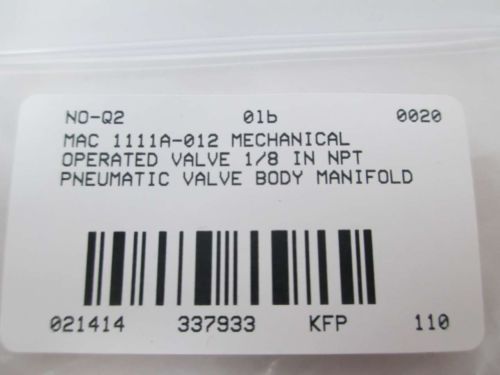 NO-Q2 0lb 0020
MAC 1111A-012 MECHANICAL
OPERATED VALVE 1/8 IN NPT
PNEUMATIC VALVE BODY MANIFOLD
021414 337933 KFP 110